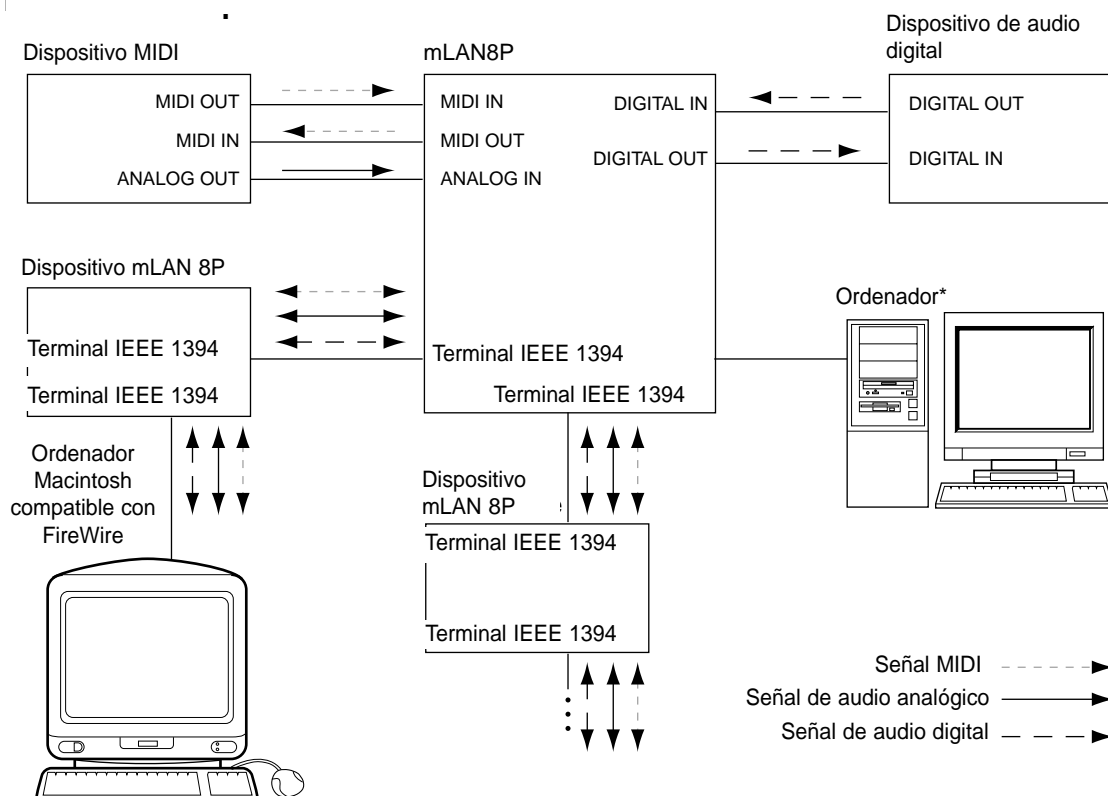 Dispositivo MIDI
MIDI OUT
MIDI IN
ANALOG OUT
mLAN8P
MIDI IN
MIDI OUT
ANALOG IN
DIGITAL IN
DIGITAL OUT
Dispositivo de audio
digital
DIGITAL OUT
DIGITAL IN
Dispositivo mLAN 8P
Terminal IEEE 1394
Terminal IEEE 1394
Terminal IEEE 1394
Terminal IEEE 1394
Ordenador*
Ordenador
Macintosh
compatible con
FireWire
Dispositivo
mLAN 8P
Terminal IEEE 1394
Terminal IEEE 1394
Señal MIDI
Señal de audio analógico
Señal de audio digital